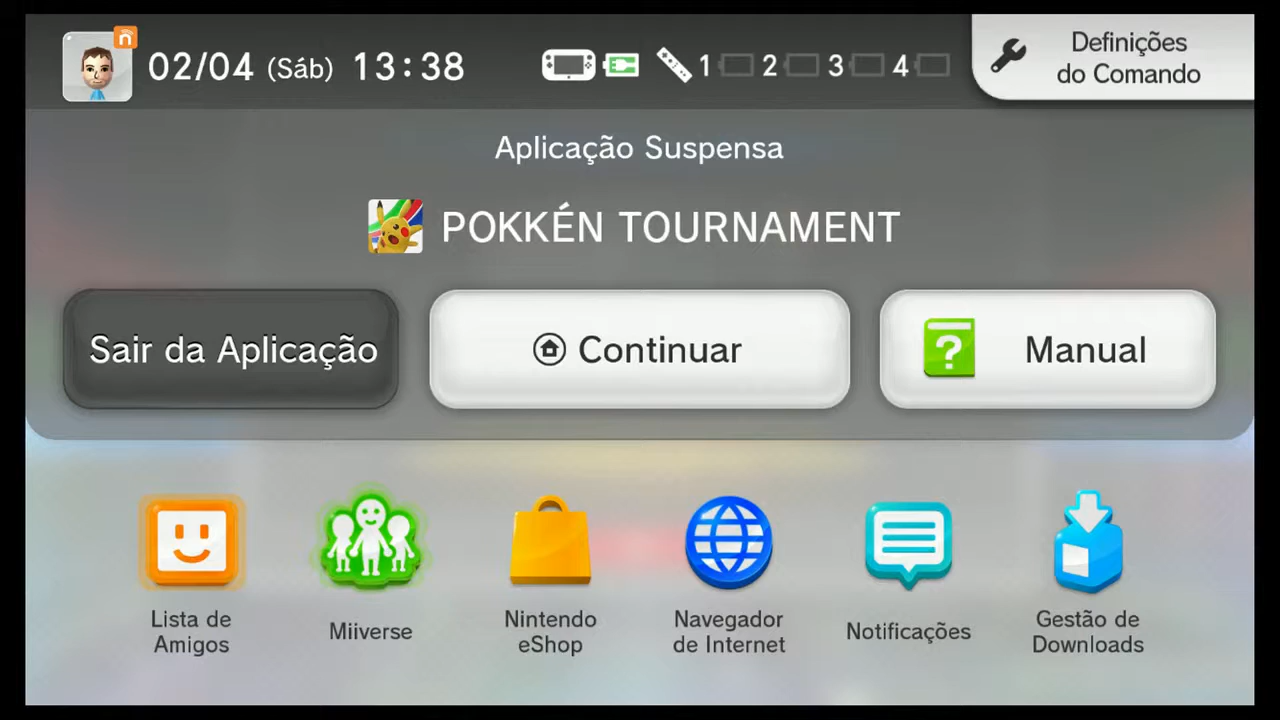 02/04 (Sáb) 13:38
1 2 3 4
Definições
do Comando
Aplicação Suspensa
POKKÉN TOURNAMENT
Sair da Aplicação
Continuar
? Manual
Lista de
Amigos
Miiverse
Nintendo
eShop
Navegador
de Internet
Notificações
Gestão de
Downloads